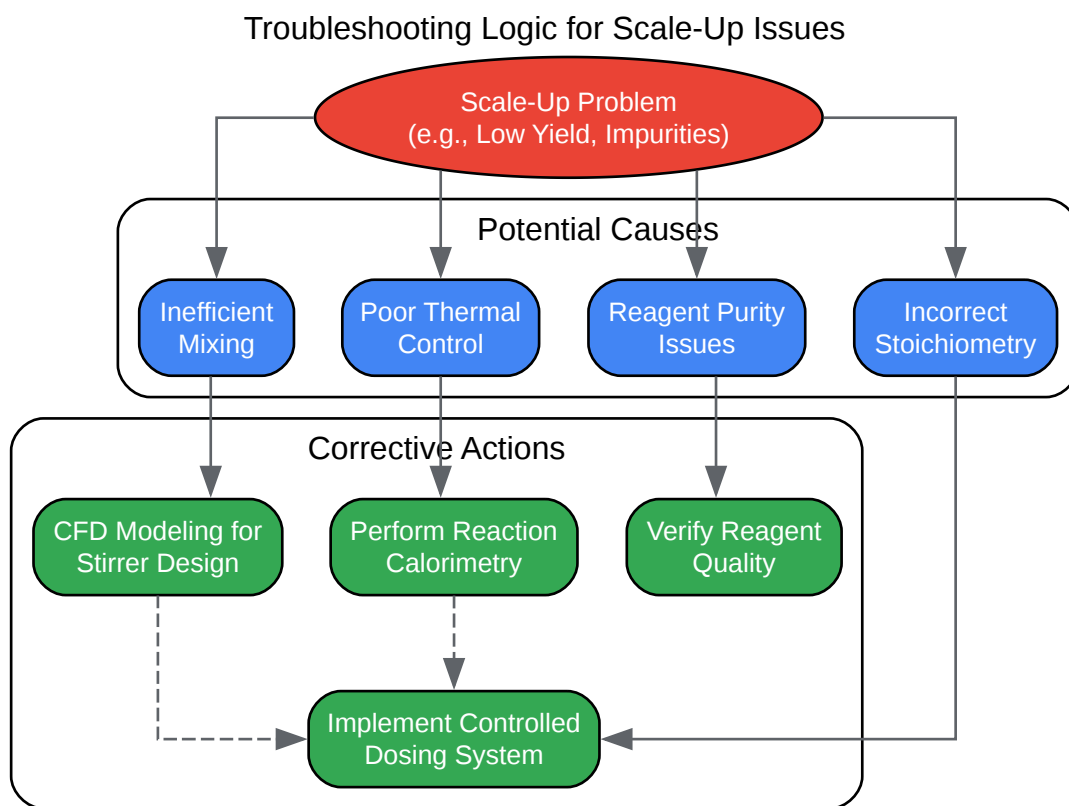 Troubleshooting Logic for Scale-Up Issues
Scale-Up Problem
(e.g., Low Yield, Impurities)
Potential Causes
Inefficient
Mixing
Poor Thermal
Control
Reagent Purity
Issues
Incorrect
Stoichiometry
Corrective Actions
CFD Modeling for
Stirrer Design
Perform Reaction
Calorimetry
Verify Reagent
Quality
Implement Controlled
Dosing System